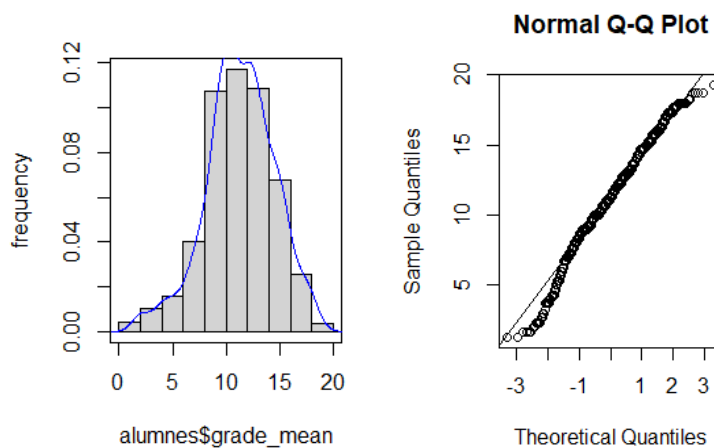 frequency
0.00
0.04
0.08
0.12
0 5 10 15 20
alumnes$grade_mean
Normal Q-Q Plot
Sample Quantiles
5
10
15
20
-3 -1 1 2 3
Theoretical Quantiles